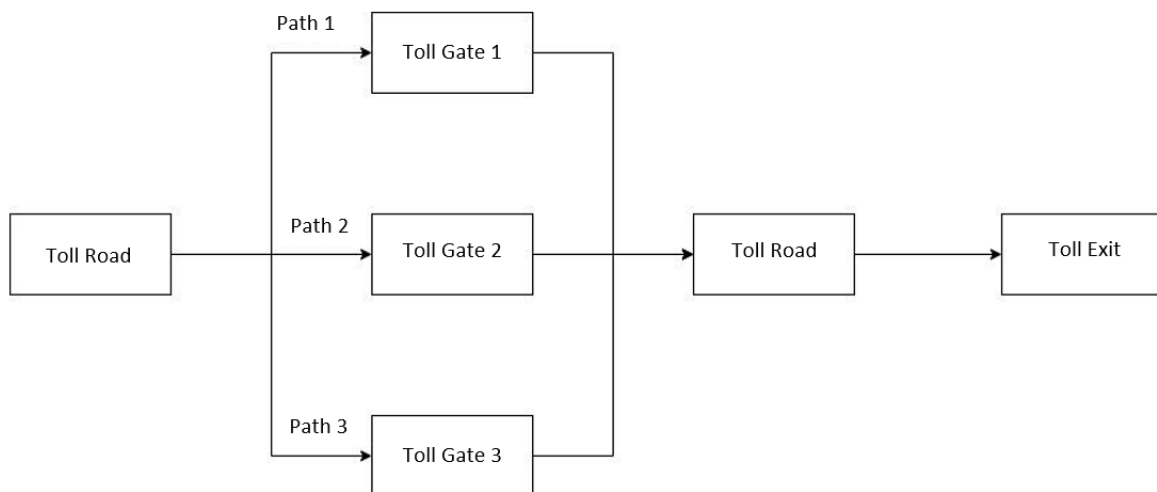 Path 1
Toll Gate 1
Toll Road
Path 2
Toll Gate 2
Toll Road
Toll Exit
Path 3
Toll Gate 3